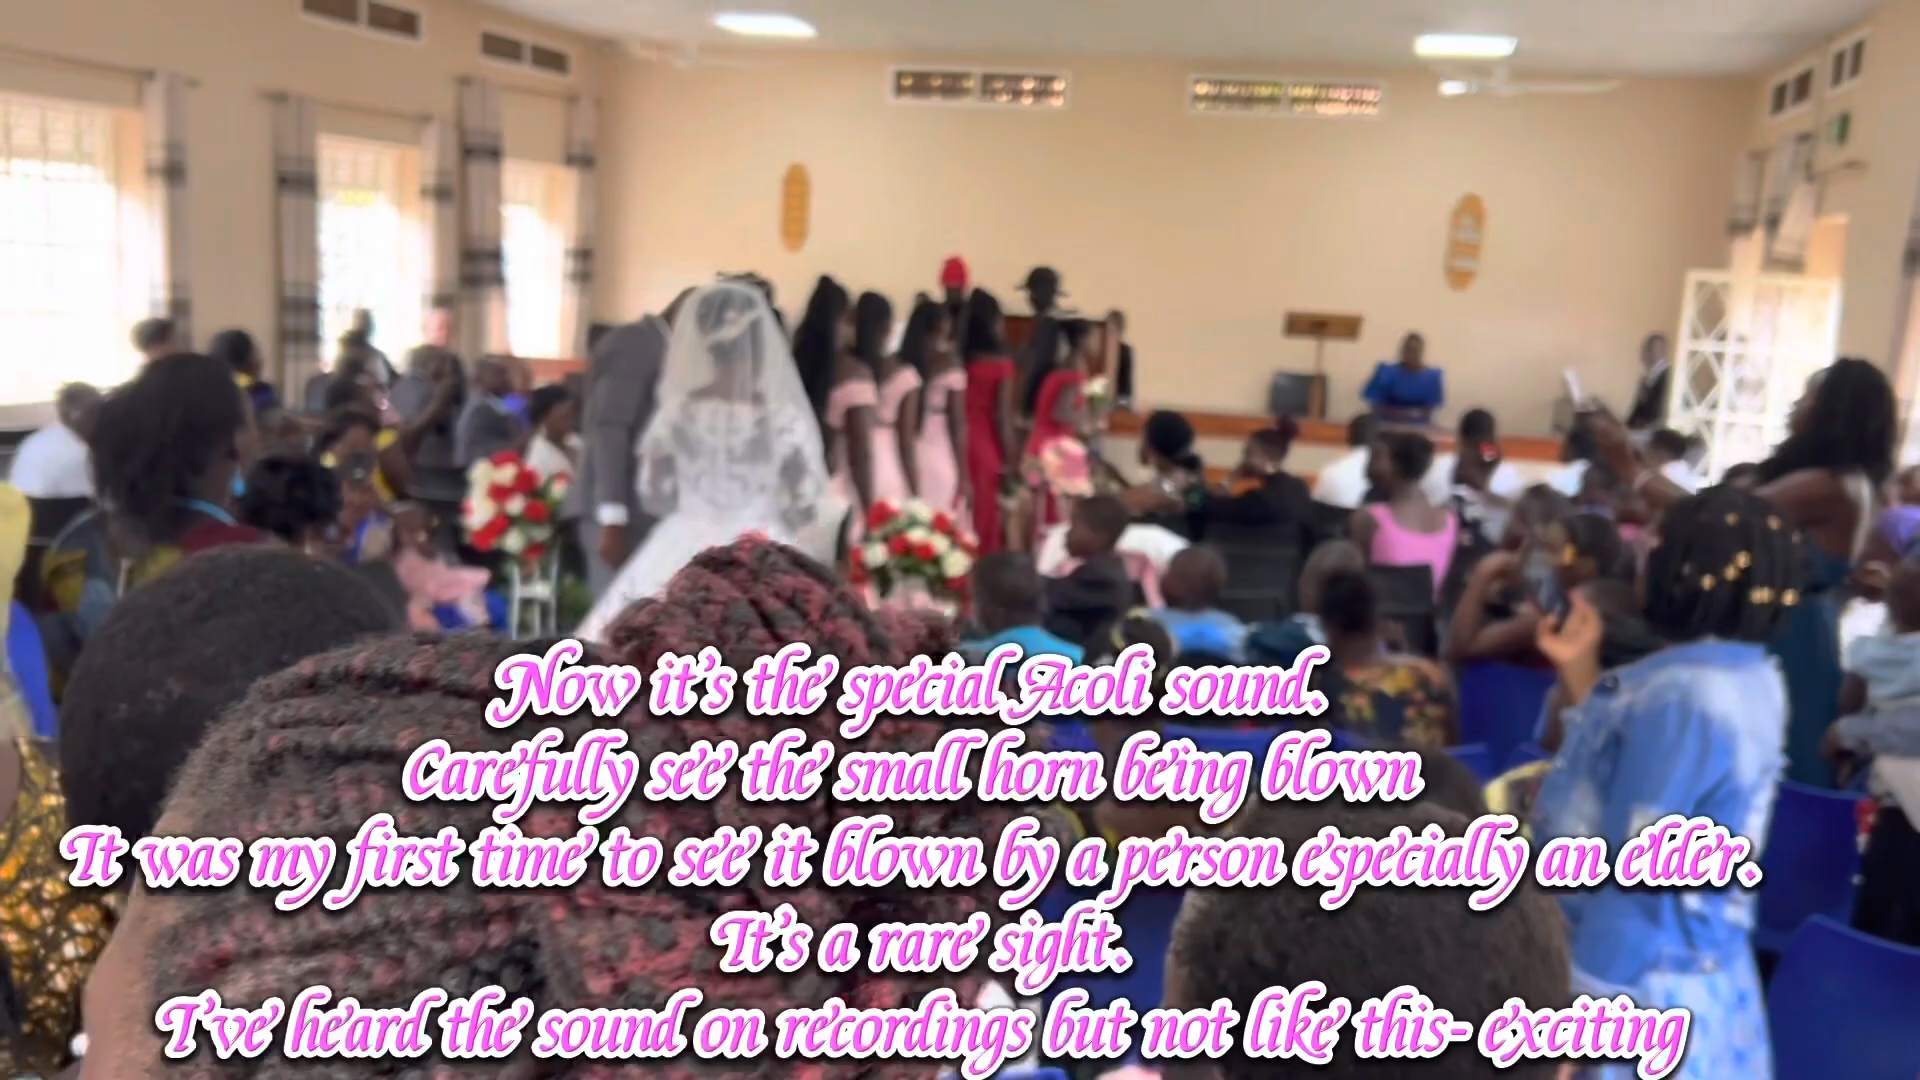 Now it's the special Acoli sound.
Carefully see the small horn being blown
It was my first time to see it blown by a person especially an elder.
It's a rare sight.
I've heard the sound on recordings but not like this- exciting